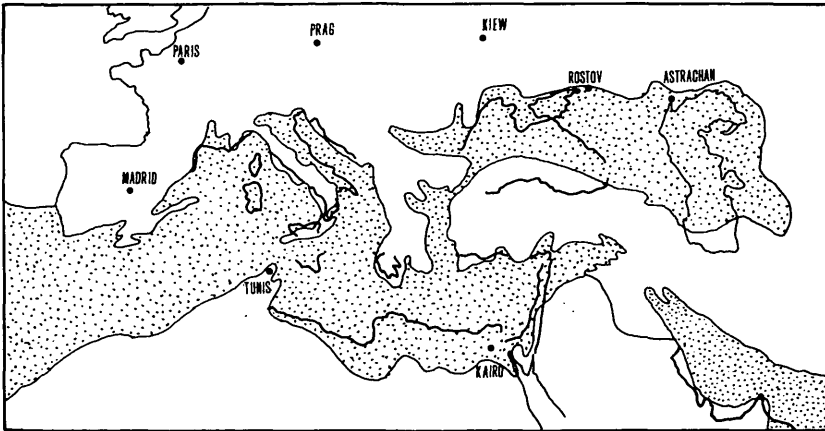 PRAG
KIEW
PARIS
ROSTOV
ASTRACHAN
MADRID
TUNIS
KAIRO